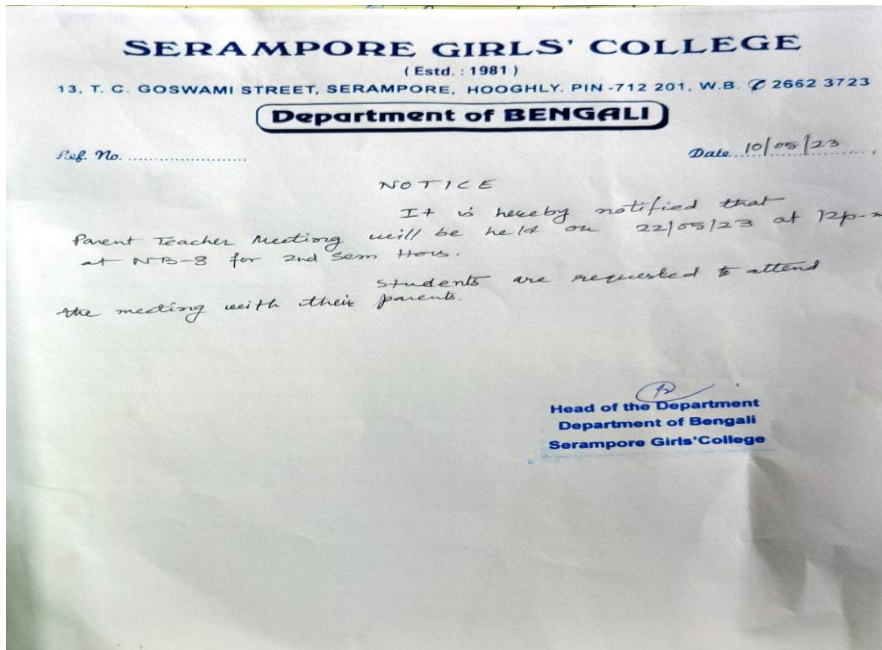 SERAMPORE GIRLS' COLLEGE
( Estd. : 1981 )
13, T. C. GOSWAMI STREET, SERAMPORE, HOOGHLY. PIN -712 201, W.B. ✆ 2662 3723
Department of BENGALI
Ref. No. ............................
Date 10/05/23
NOTICE
It is hereby notified that
Parent Teacher Meeting will be held on 22/05/23 at 12p.m
at NB-8 for 2nd Sem Hons.
Students are requested to attend
the meeting with their parents.
Head of the Department
Department of Bengali
Serampore Girls'College